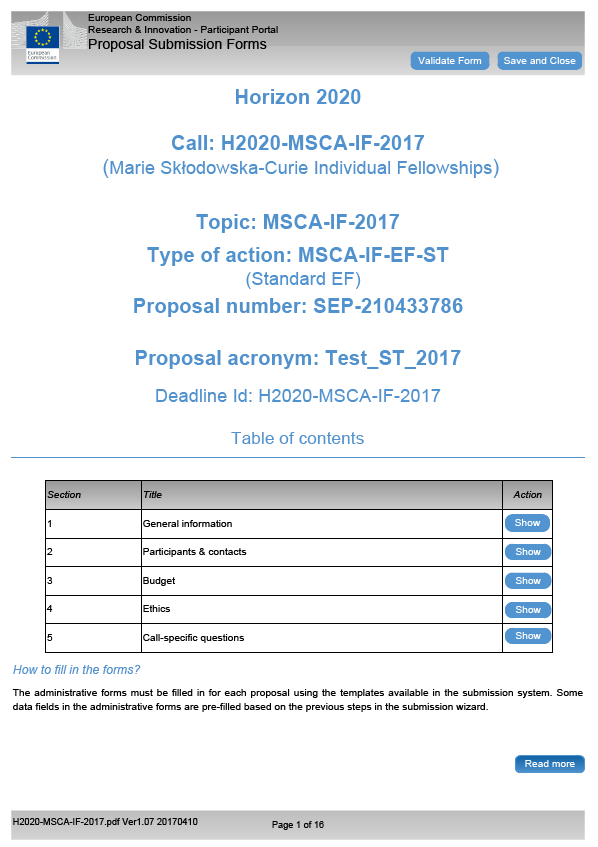 European Commission
Research & Innovation - Participant Portal
Proposal Submission Forms
European
Commission
Validate Form
Save and Close
Horizon 2020
Call: H2020-MSCA-IF-2017
(Marie Skłodowska-Curie Individual Fellowships)
Topic: MSCA-IF-2017
Type of action: MSCA-IF-EF-ST
(Standard EF)
Proposal number: SEP-210433786
Proposal acronym: Test_ST_2017
Deadline Id: H2020-MSCA-IF-2017
Table of contents
Section Title Action
1 General information Show
2 Participants & contacts Show
3 Budget Show
4 Ethics Show
5 Call-specific questions Show
How to fill in the forms?
The administrative forms must be filled in for each proposal using the templates available in the submission system. Some
data fields in the administrative forms are pre-filled based on the previous steps in the submission wizard.
Read more
H2020-MSCA-IF-2017.pdf Ver1.07 20170410
Page 1 of 16